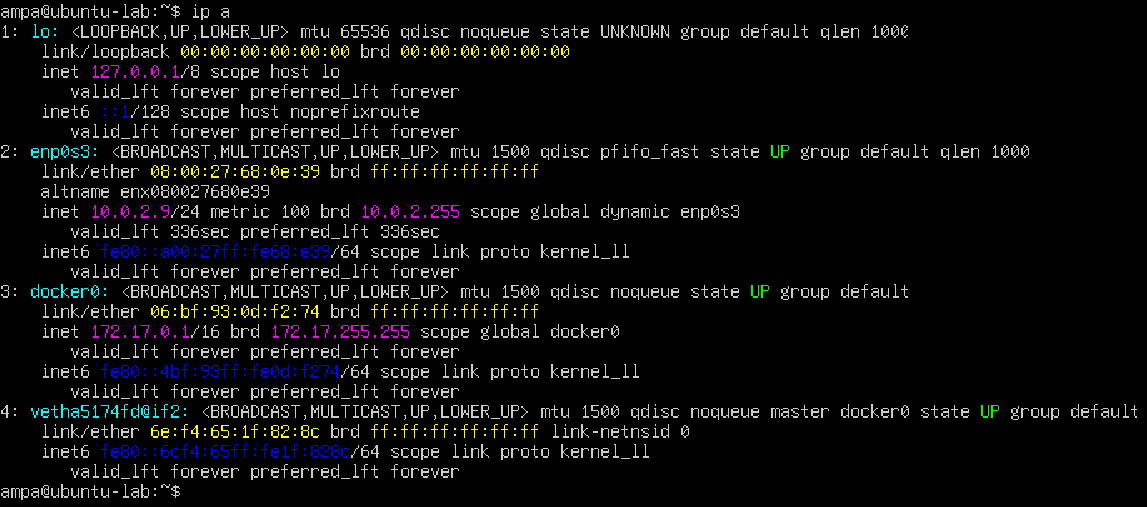 ampa@ubuntu-lab:~$ ip a
1: lo: <LOOPBACK,UP,LOWER_UP> mtu 65536 qdisc noqueue state UNKNOWN group default qlen 1000
    link/loopback 00:00:00:00:00:00 brd 00:00:00:00:00:00
    inet 127.0.0.1/8 scope host lo
       valid_lft forever preferred_lft forever
    inet6 ::1/128 scope host noprefixroute
       valid_lft forever preferred_lft forever
2: enp0s3: <BROADCAST,MULTICAST,UP,LOWER_UP> mtu 1500 qdisc pfifo_fast state UP group default qlen 1000
    link/ether 08:00:27:68:0e:39 brd ff:ff:ff:ff:ff:ff
    altname enx080027680e39
    inet 10.0.2.9/24 metric 100 brd 10.0.2.255 scope global dynamic enp0s3
       valid_lft 336sec preferred_lft 336sec
    inet6 fe80::a00:27ff:fe68:e39/64 scope link proto kernel_ll
       valid_lft forever preferred_lft forever
3: docker0: <BROADCAST,MULTICAST,UP,LOWER_UP> mtu 1500 qdisc noqueue state UP group default
    link/ether 06:bf:93:0d:f2:74 brd ff:ff:ff:ff:ff:ff
    inet 172.17.0.1/16 brd 172.17.255.255 scope global docker0
       valid_lft forever preferred_lft forever
    inet6 fe80::4bf:93ff:fe0d:f274/64 scope link proto kernel_ll
       valid_lft forever preferred_lft forever
4: vetha5174fd@if2: <BROADCAST,MULTICAST,UP,LOWER_UP> mtu 1500 qdisc noqueue master docker0 state UP group default
    link/ether 6e:f4:65:1f:82:8c brd ff:ff:ff:ff:ff:ff link-netnsid 0
    inet6 fe80::6cf4:65ff:fe1f:828c/64 scope link proto kernel_ll
       valid_lft forever preferred_lft forever
ampa@ubuntu-lab:~$